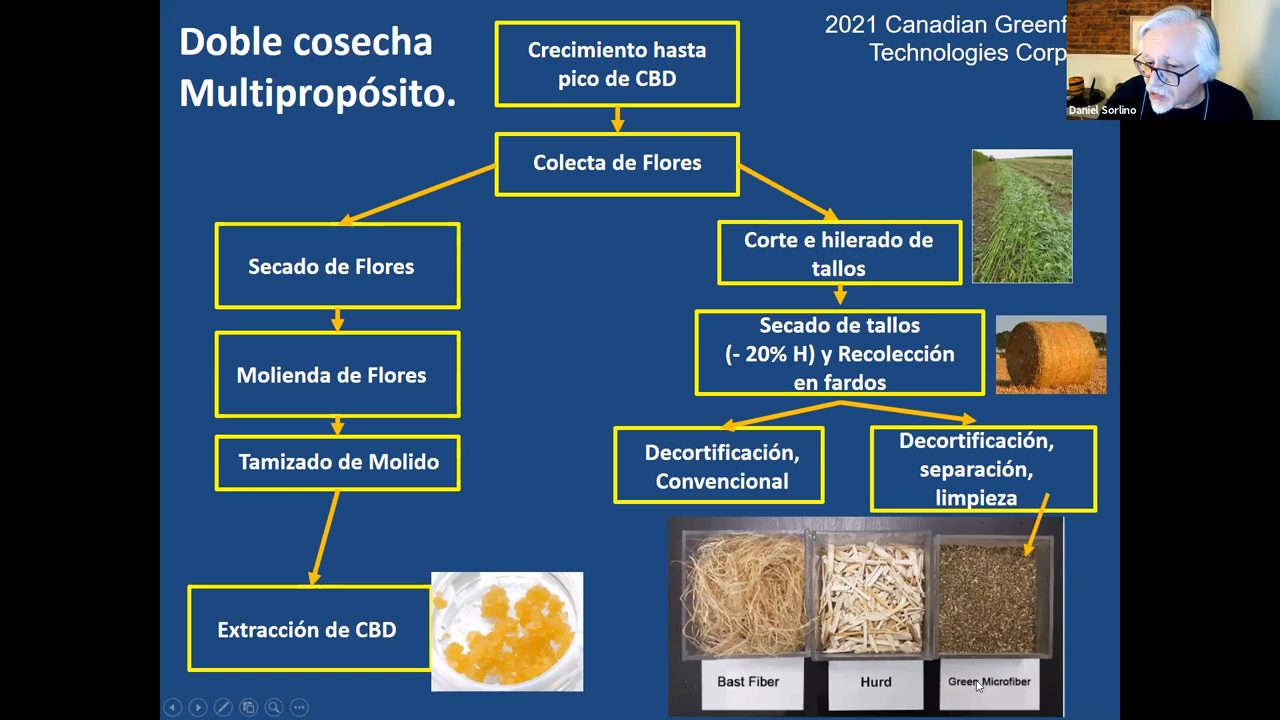 Doble cosecha
Multipropósito.
2021 Canadian Greenf
Technologies Corp
Daniel Sorlino
Crecimiento hasta
pico de CBD
Colecta de Flores
Secado de Flores
Molienda de Flores
Tamizado de Molido
Extracción de CBD
Corte e hilerado de
tallos
Secado de tallos
(- 20% H) y Recolección
en fardos
Decortificación,
Convencional
Decortificación,
separación,
limpieza
Bast Fiber
Hurd
Green Microfiber